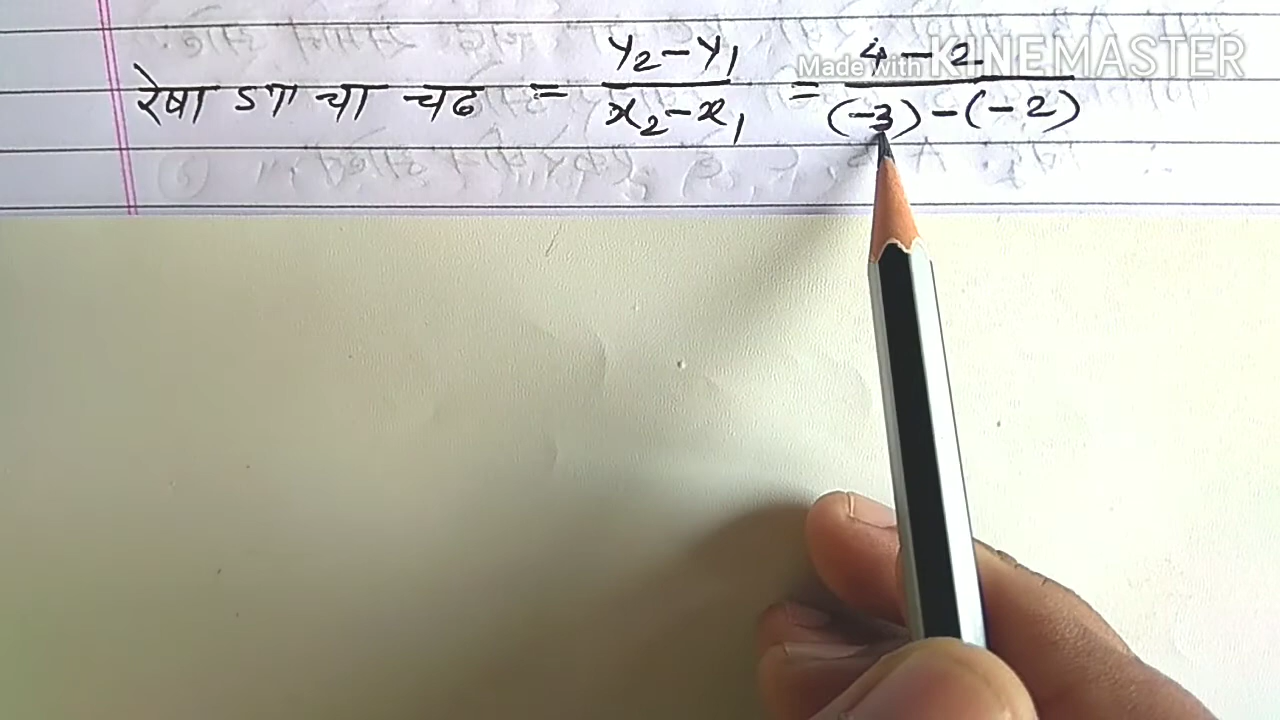 रेषा ST चा चढ = y₂-y₁ / x₂-x₁ = 4-2 / (-3)-(-2)
Made with KINEMASTER